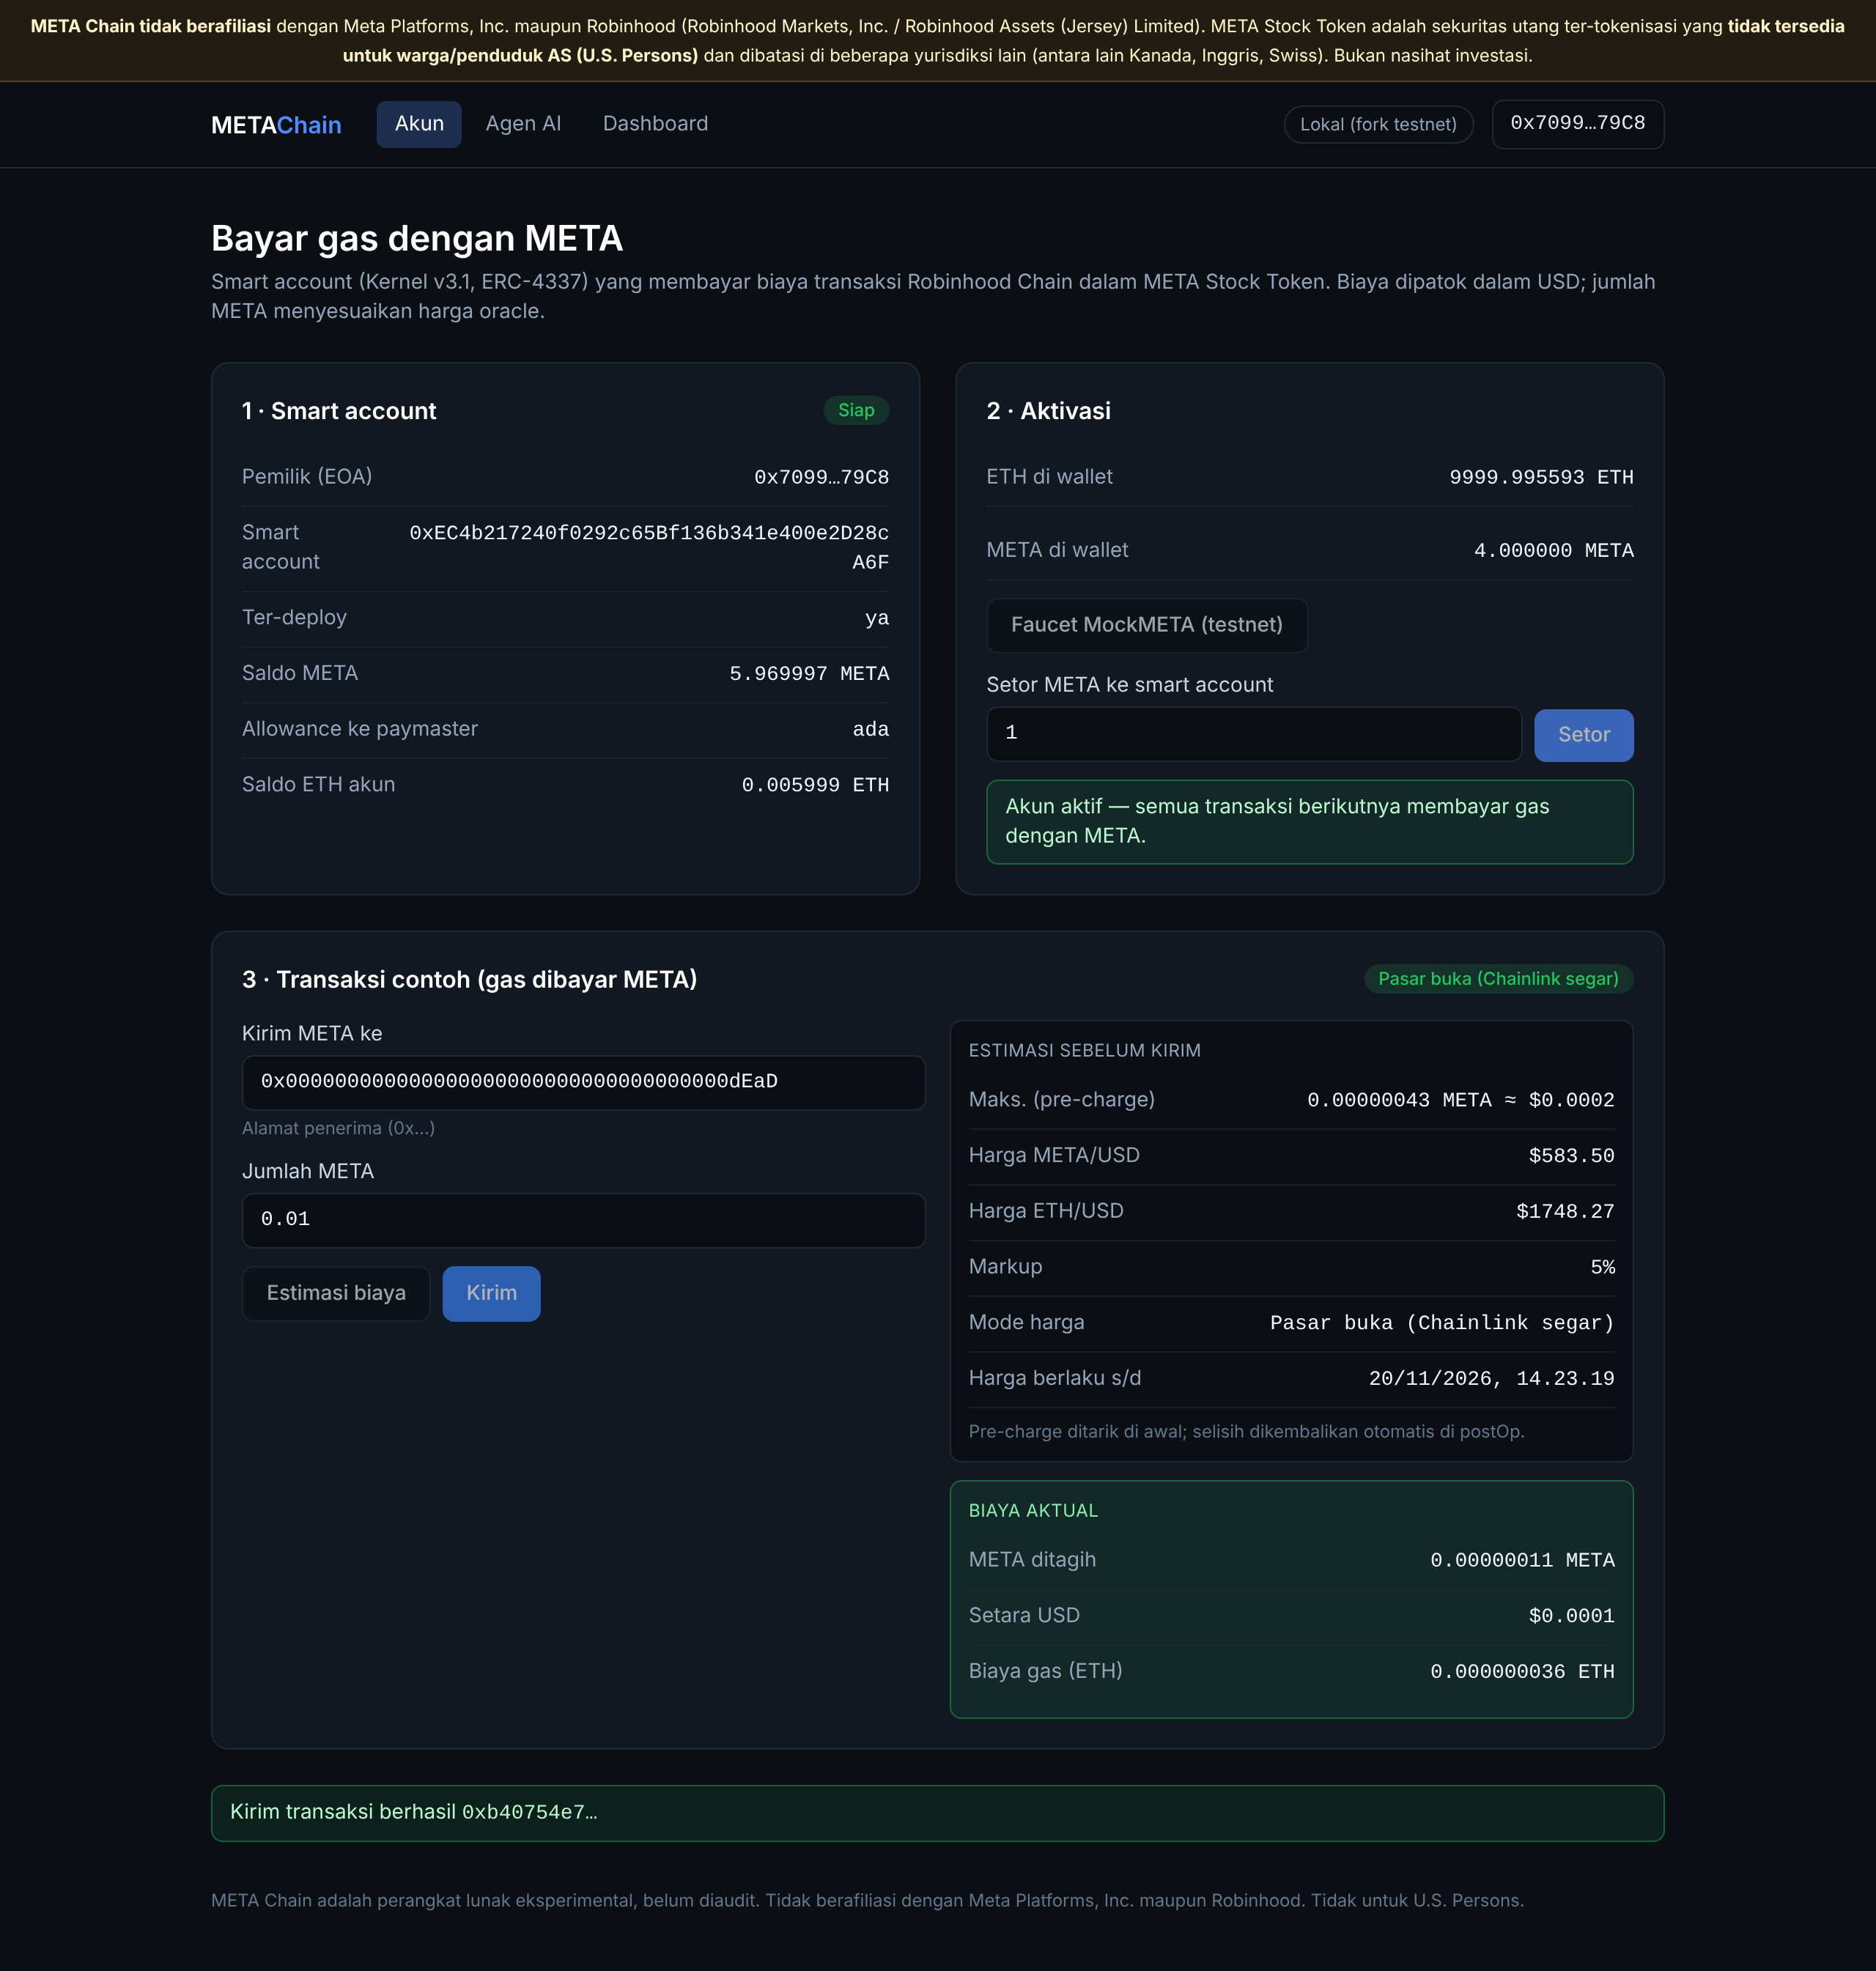 META Chain tidak berafiliasi dengan Meta Platforms, Inc. maupun Robinhood (Robinhood Markets, Inc. / Robinhood Assets (Jersey) Limited). META Stock Token adalah sekuritas utang ter-tokenisasi yang tidak tersedia
untuk warga/penduduk AS (U.S. Persons) dan dibatasi di beberapa yurisdiksi lain (antara lain Kanada, Inggris, Swiss). Bukan nasihat investasi.
METAChain Akun Agen AI Dashboard Lokal (fork testnet) 0x7099…79C8
Bayar gas dengan META
Smart account (Kernel v3.1, ERC-4337) yang membayar biaya transaksi Robinhood Chain dalam META Stock Token. Biaya dipatok dalam USD; jumlah
META menyesuaikan harga oracle.
1 · Smart account Siap
Pemilik (EOA) 0x7099…79C8
Smart account 0xEC4b217240f0292c65Bf136b341e400e2D28c
A6F
Ter-deploy ya
Saldo META 5.969997 META
Allowance ke paymaster ada
Saldo ETH akun 0.005999 ETH
2 · Aktivasi
ETH di wallet 9999.995593 ETH
META di wallet 4.000000 META
Faucet MockMETA (testnet)
Setor META ke smart account
1 Setor
Akun aktif — semua transaksi berikutnya membayar gas
dengan META.
3 · Transaksi contoh (gas dibayar META) Pasar buka (Chainlink segar)
Kirim META ke
0x000000000000000000000000000000000000dEaD
Alamat penerima (0x…)
Jumlah META
0.01
Estimasi biaya Kirim
ESTIMASI SEBELUM KIRIM
Maks. (pre-charge) 0.00000043 META ≈ $0.0002
Harga META/USD $583.50
Harga ETH/USD $1748.27
Markup 5%
Mode harga Pasar buka (Chainlink segar)
Harga berlaku s/d 20/11/2026, 14.23.19
Pre-charge ditarik di awal; selisih dikembalikan otomatis di postOp.
BIAYA AKTUAL
META ditagih 0.00000011 META
Setara USD $0.0001
Biaya gas (ETH) 0.000000036 ETH
Kirim transaksi berhasil 0xb40754e7…
META Chain adalah perangkat lunak eksperimental, belum diaudit. Tidak berafiliasi dengan Meta Platforms, Inc. maupun Robinhood. Tidak untuk U.S. Persons.